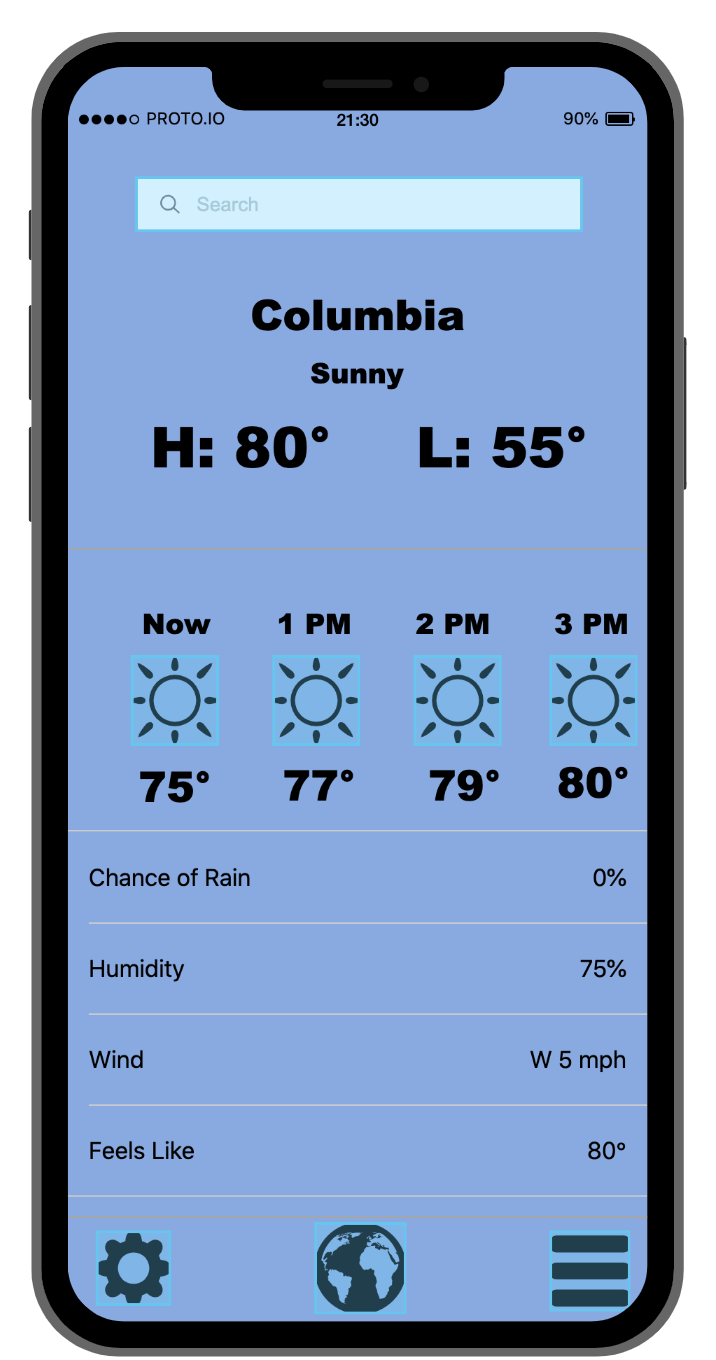 PROTO.IO 21:30 90%
Search
Columbia
Sunny
H: 80° L: 55°
Now 1 PM 2 PM 3 PM
75° 77° 79° 80°
Chance of Rain 0%
Humidity 75%
Wind W 5 mph
Feels Like 80°